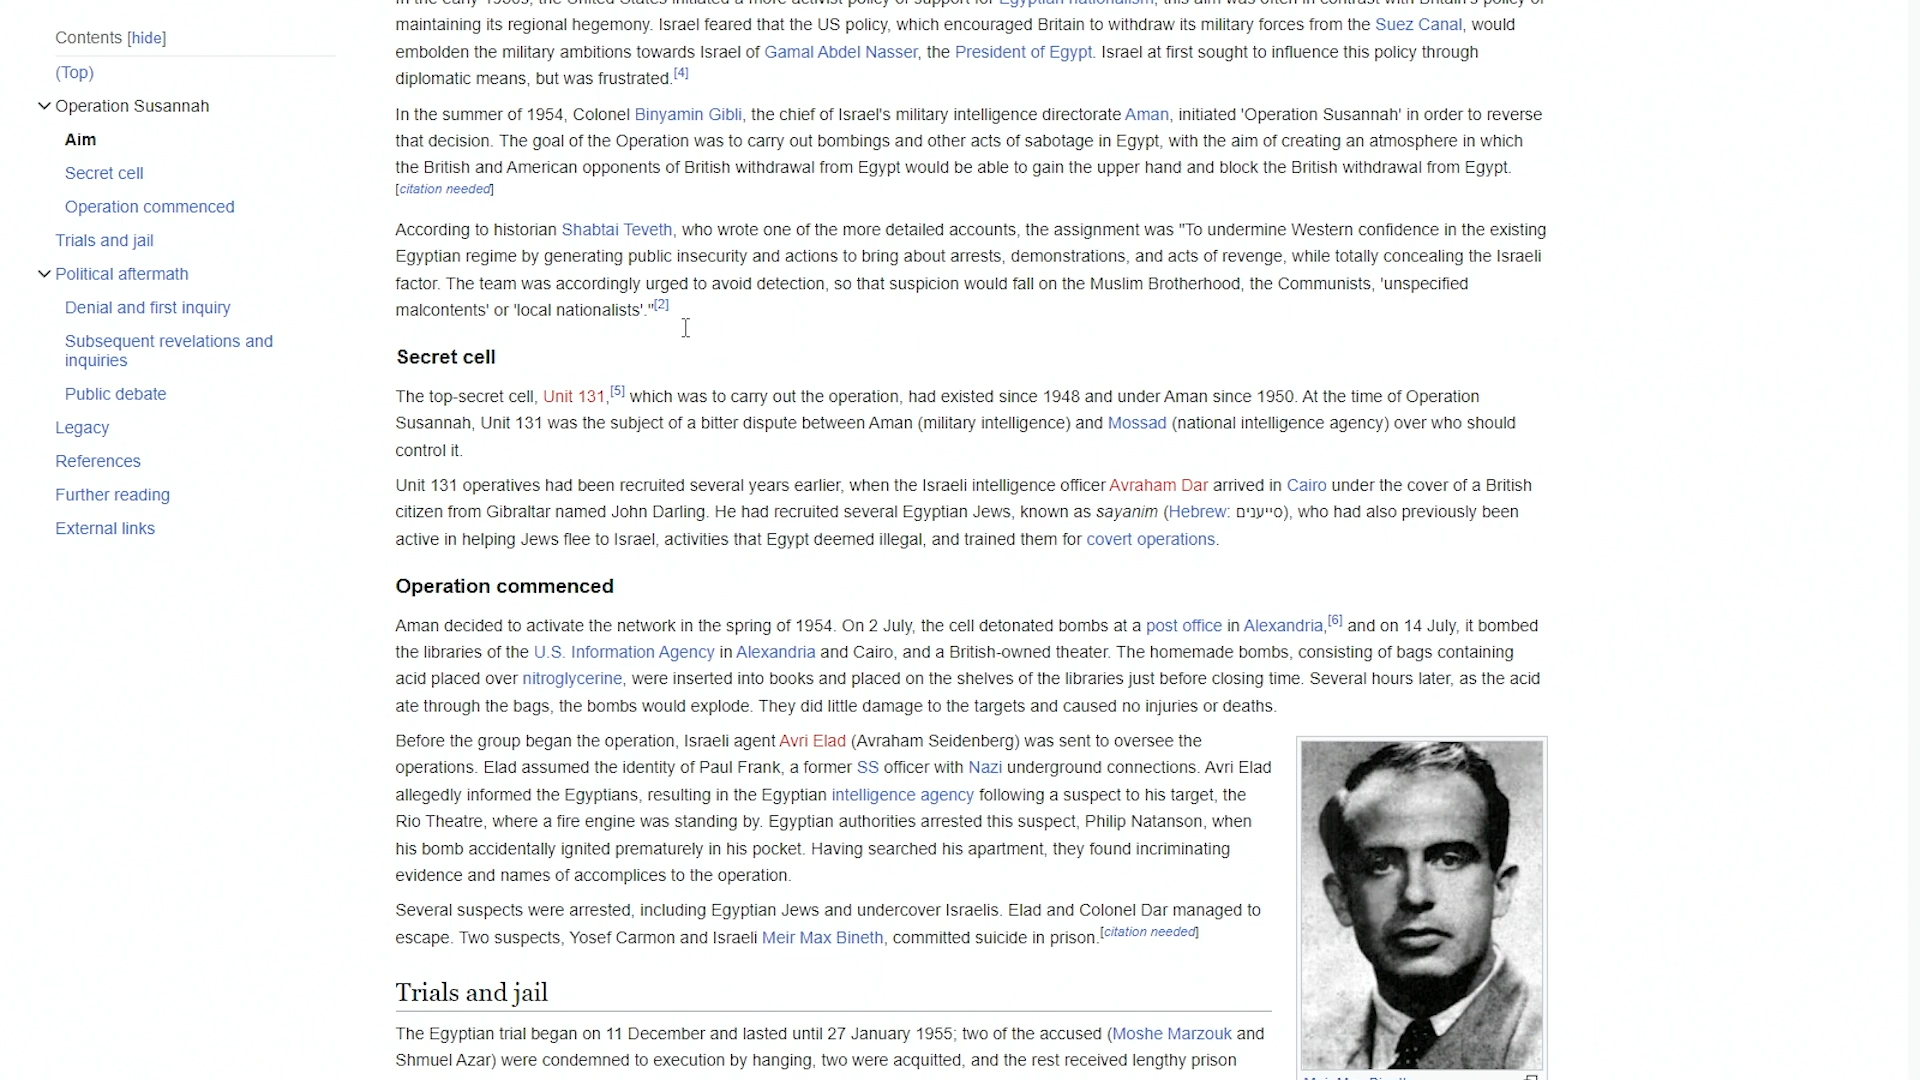 Contents [hide]
(Top)
Operation Susannah
Aim
Secret cell
Operation commenced
Trials and jail
Political aftermath
Denial and first inquiry
Subsequent revelations and
inquiries
Public debate
Legacy
References
Further reading
External links
maintaining its regional hegemony. Israel feared that the US policy, which encouraged Britain to withdraw its military forces from the Suez Canal, would
embolden the military ambitions towards Israel of Gamal Abdel Nasser, the President of Egypt. Israel at first sought to influence this policy through
diplomatic means, but was frustrated.[4]
In the summer of 1954, Colonel Binyamin Gibli, the chief of Israel's military intelligence directorate Aman, initiated 'Operation Susannah' in order to reverse
that decision. The goal of the Operation was to carry out bombings and other acts of sabotage in Egypt, with the aim of creating an atmosphere in which
the British and American opponents of British withdrawal from Egypt would be able to gain the upper hand and block the British withdrawal from Egypt.
[citation needed]
According to historian Shabtai Teveth, who wrote one of the more detailed accounts, the assignment was "To undermine Western confidence in the existing
Egyptian regime by generating public insecurity and actions to bring about arrests, demonstrations, and acts of revenge, while totally concealing the Israeli
factor. The team was accordingly urged to avoid detection, so that suspicion would fall on the Muslim Brotherhood, the Communists, 'unspecified
malcontents' or 'local nationalists'."[2]
Secret cell
The top-secret cell, Unit 131,[5] which was to carry out the operation, had existed since 1948 and under Aman since 1950. At the time of Operation
Susannah, Unit 131 was the subject of a bitter dispute between Aman (military intelligence) and Mossad (national intelligence agency) over who should
control it.
Unit 131 operatives had been recruited several years earlier, when the Israeli intelligence officer Avraham Dar arrived in Cairo under the cover of a British
citizen from Gibraltar named John Darling. He had recruited several Egyptian Jews, known as sayanim (Hebrew: סייענים), who had also previously been
active in helping Jews flee to Israel, activities that Egypt deemed illegal, and trained them for covert operations.
Operation commenced
Aman decided to activate the network in the spring of 1954. On 2 July, the cell detonated bombs at a post office in Alexandria,[6] and on 14 July, it bombed
the libraries of the U.S. Information Agency in Alexandria and Cairo, and a British-owned theater. The homemade bombs, consisting of bags containing
acid placed over nitroglycerine, were inserted into books and placed on the shelves of the libraries just before closing time. Several hours later, as the acid
ate through the bags, the bombs would explode. They did little damage to the targets and caused no injuries or deaths.
Before the group began the operation, Israeli agent Avri Elad (Avraham Seidenberg) was sent to oversee the
operations. Elad assumed the identity of Paul Frank, a former SS officer with Nazi underground connections. Avri Elad
allegedly informed the Egyptians, resulting in the Egyptian intelligence agency following a suspect to his target, the
Rio Theatre, where a fire engine was standing by. Egyptian authorities arrested this suspect, Philip Natanson, when
his bomb accidentally ignited prematurely in his pocket. Having searched his apartment, they found incriminating
evidence and names of accomplices to the operation.
Several suspects were arrested, including Egyptian Jews and undercover Israelis. Elad and Colonel Dar managed to
escape. Two suspects, Yosef Carmon and Israeli Meir Max Bineth, committed suicide in prison.[citation needed]
Trials and jail
The Egyptian trial began on 11 December and lasted until 27 January 1955; two of the accused (Moshe Marzouk and
Shmuel Azar) were condemned to execution by hanging, two were acquitted, and the rest received lengthy prison